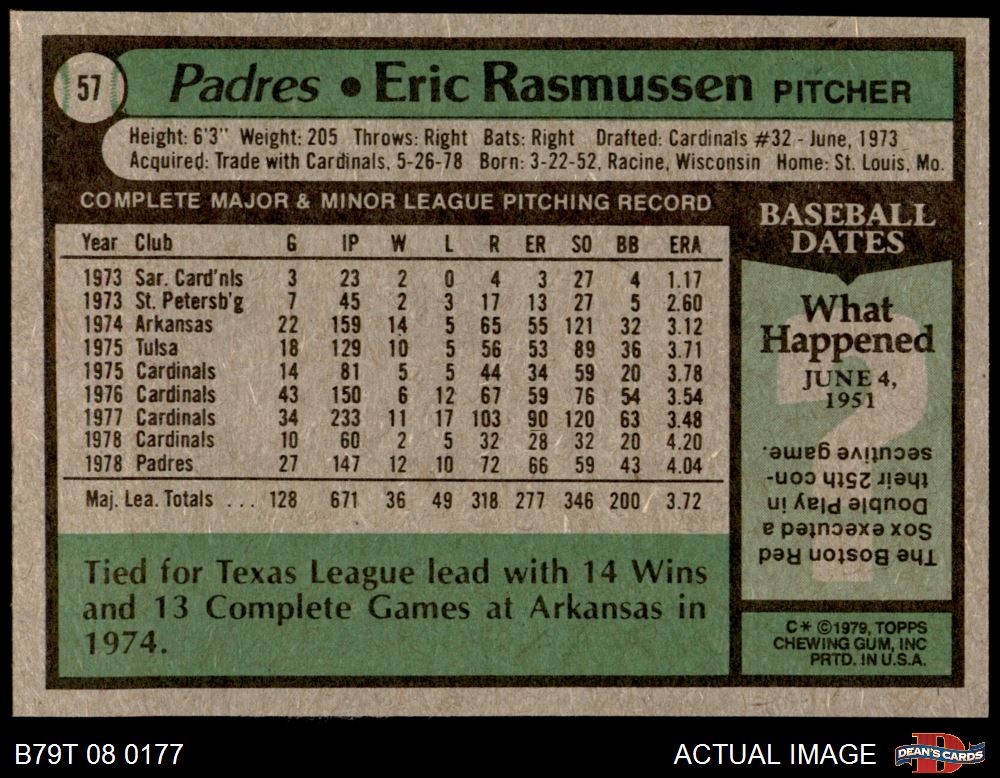 57 Padres • Eric Rasmussen PITCHER
Height: 6'3" Weight: 205 Throws: Right Bats: Right Drafted: Cardinals #32 - June, 1973
Acquired: Trade with Cardinals, 5-26-78 Born: 3-22-52, Racine, Wisconsin Home: St. Louis, Mo.
COMPLETE MAJOR & MINOR LEAGUE PITCHING RECORD
Year Club G IP W L R ER SO BB ERA
1973 Sar. Card'nls 3 23 2 0 4 3 27 4 1.17
1973 St. Petersb'g 7 45 2 3 17 13 27 5 2.60
1974 Arkansas 22 159 14 5 65 55 121 32 3.12
1975 Tulsa 18 129 10 5 56 53 89 36 3.71
1975 Cardinals 14 81 5 5 44 34 59 20 3.78
1976 Cardinals 43 150 6 12 67 59 76 54 3.54
1977 Cardinals 34 233 11 17 103 90 120 63 3.48
1978 Cardinals 10 60 2 5 32 28 32 20 4.20
1978 Padres 27 147 12 10 72 66 59 43 4.04
Maj. Lea. Totals ... 128 671 36 49 318 277 346 200 3.72
Tied for Texas League lead with 14 Wins
and 13 Complete Games at Arkansas in
1974.
BASEBALL
DATES
What
Happened
JUNE 4,
1951
The Boston Red
Sox executed a
Double Play in
their 25th con-
secutive game.
C* ©1979, TOPPS
CHEWING GUM, INC
PRTD. IN U.S.A.
B79T 08 0177
ACTUAL IMAGE
DEAN'S CARDS